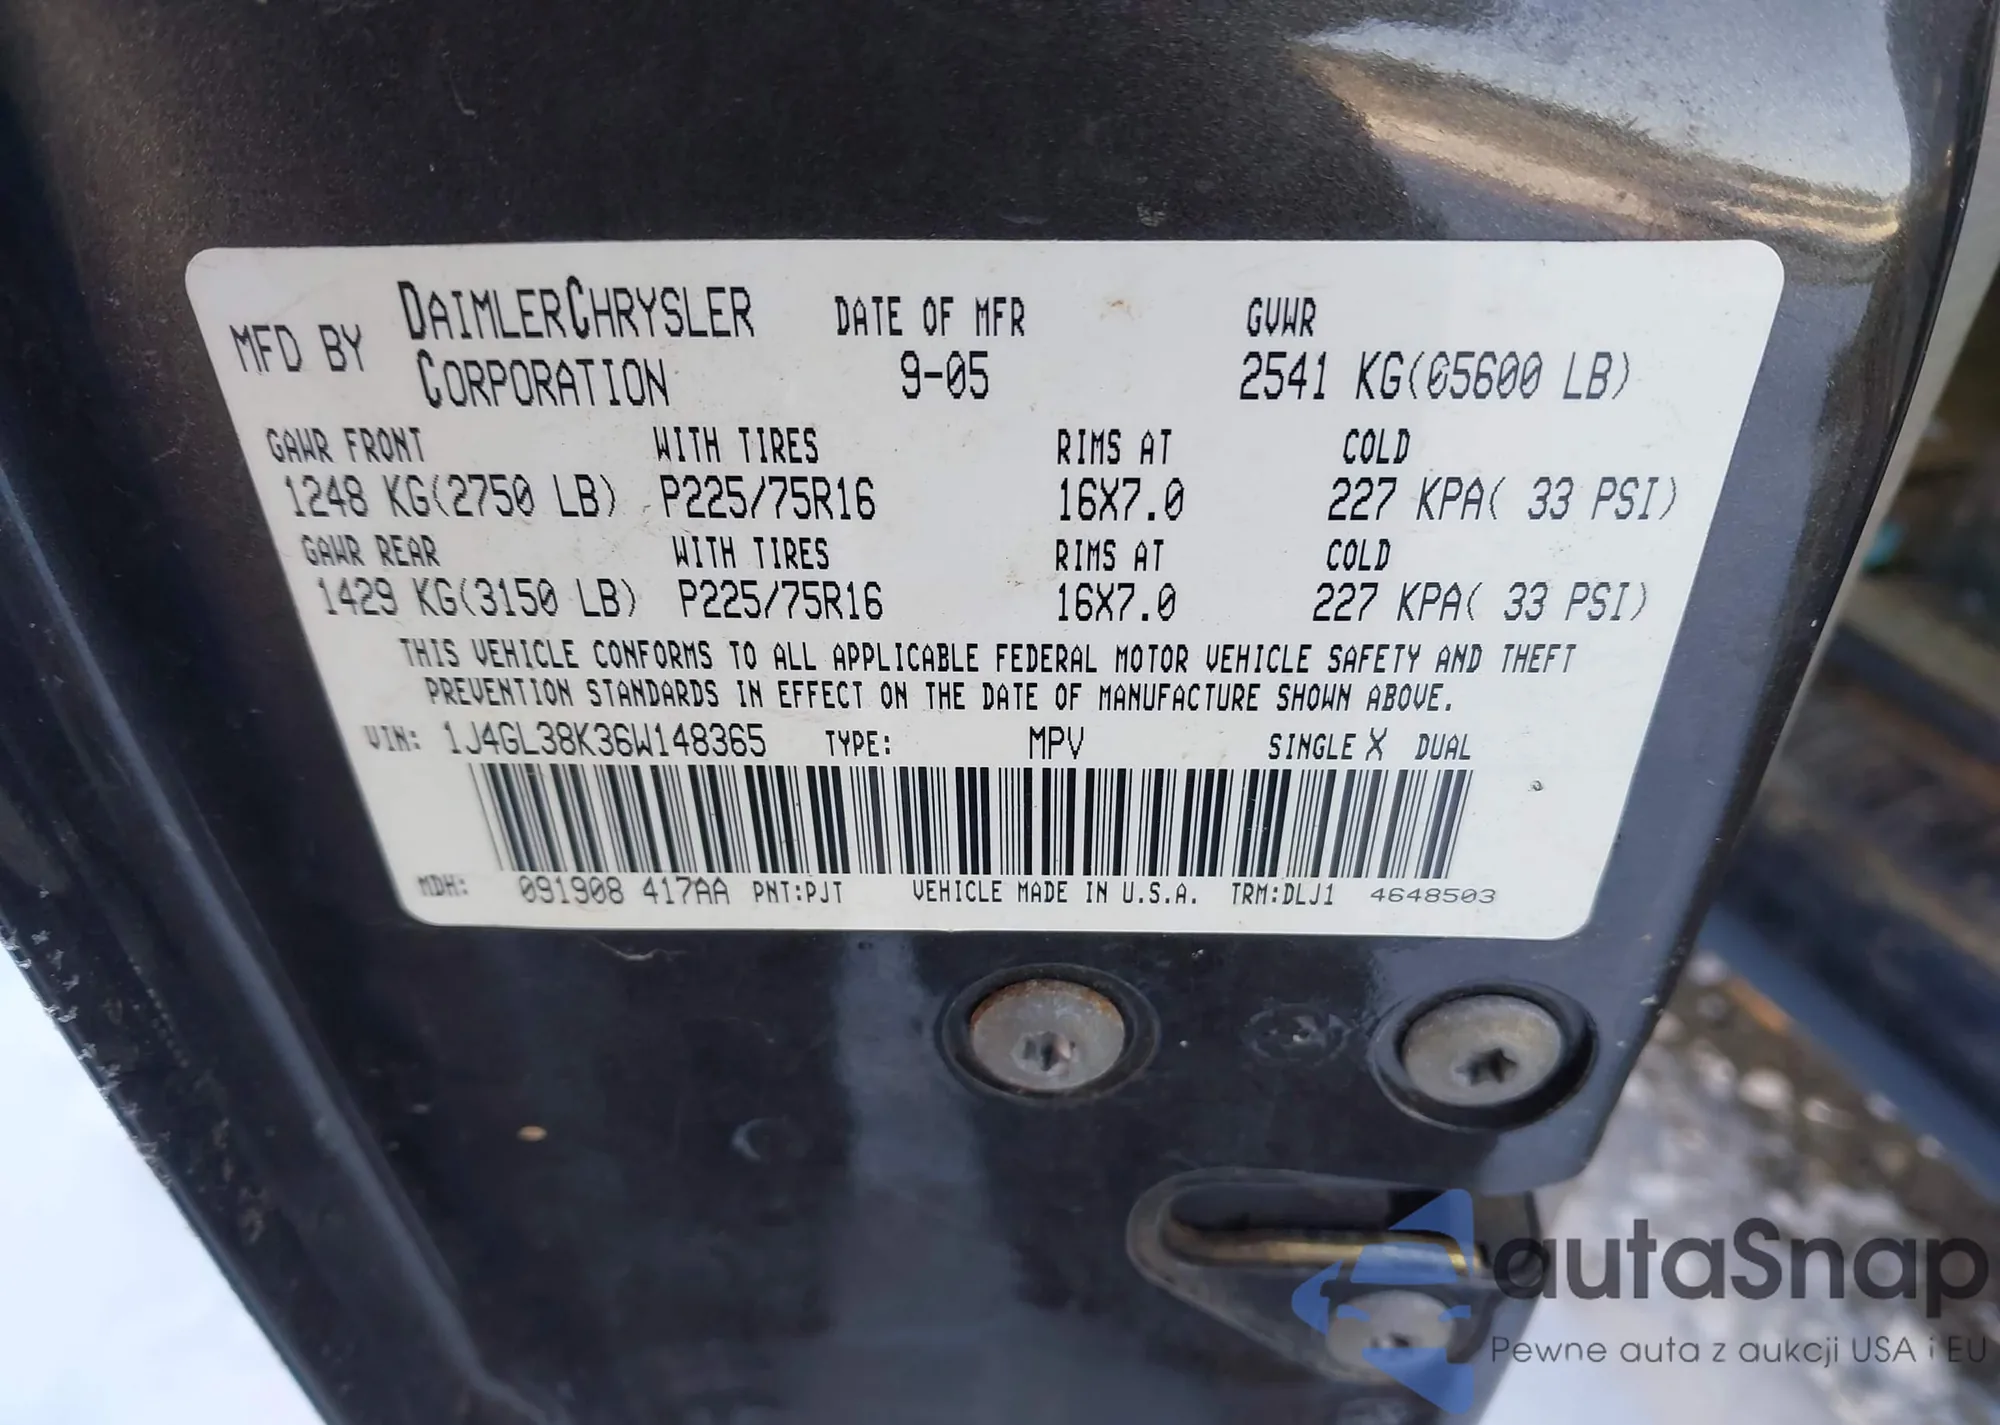 MFD BY DAIMLERCHRYSLER CORPORATION DATE OF MFR 9-05 GVWR 2541 KG(05600 LB)
GAWR FRONT WITH TIRES RIMS AT COLD
1248 KG(2750 LB) P225/75R16 16X7.0 227 KPA( 33 PSI)
GAWR REAR WITH TIRES RIMS AT COLD
1429 KG(3150 LB) P225/75R16 16X7.0 227 KPA( 33 PSI)
THIS VEHICLE CONFORMS TO ALL APPLICABLE FEDERAL MOTOR VEHICLE SAFETY AND THEFT
PREVENTION STANDARDS IN EFFECT ON THE DATE OF MANUFACTURE SHOWN ABOVE.
VIN: 1J4GL38K36W148365 TYPE: MPV SINGLE X DUAL
MDH: 091908 417AA PNT:PJT VEHICLE MADE IN U.S.A. TRM:DLJ1 4648503
autaSnap
Pewne auta z aukcji USA i EU